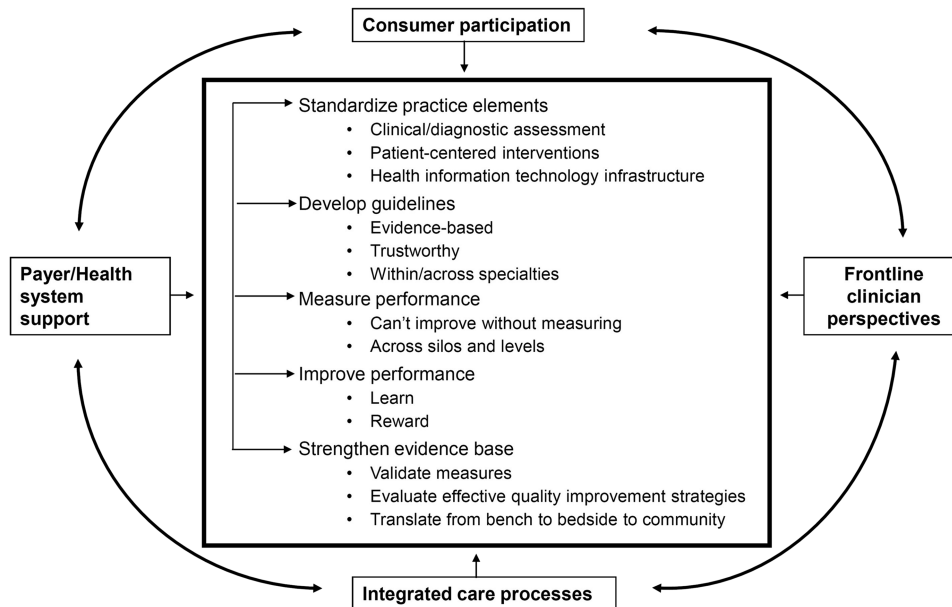 Consumer participation
Standardize practice elements
• Clinical/diagnostic assessment
• Patient-centered interventions
• Health information technology infrastructure
Develop guidelines
• Evidence-based
• Trustworthy
• Within/across specialties
Measure performance
• Can't improve without measuring
• Across silos and levels
Improve performance
• Learn
• Reward
Strengthen evidence base
• Validate measures
• Evaluate effective quality improvement strategies
• Translate from bench to bedside to community
Payer/Health
system
support
Frontline
clinician
perspectives
Integrated care processes